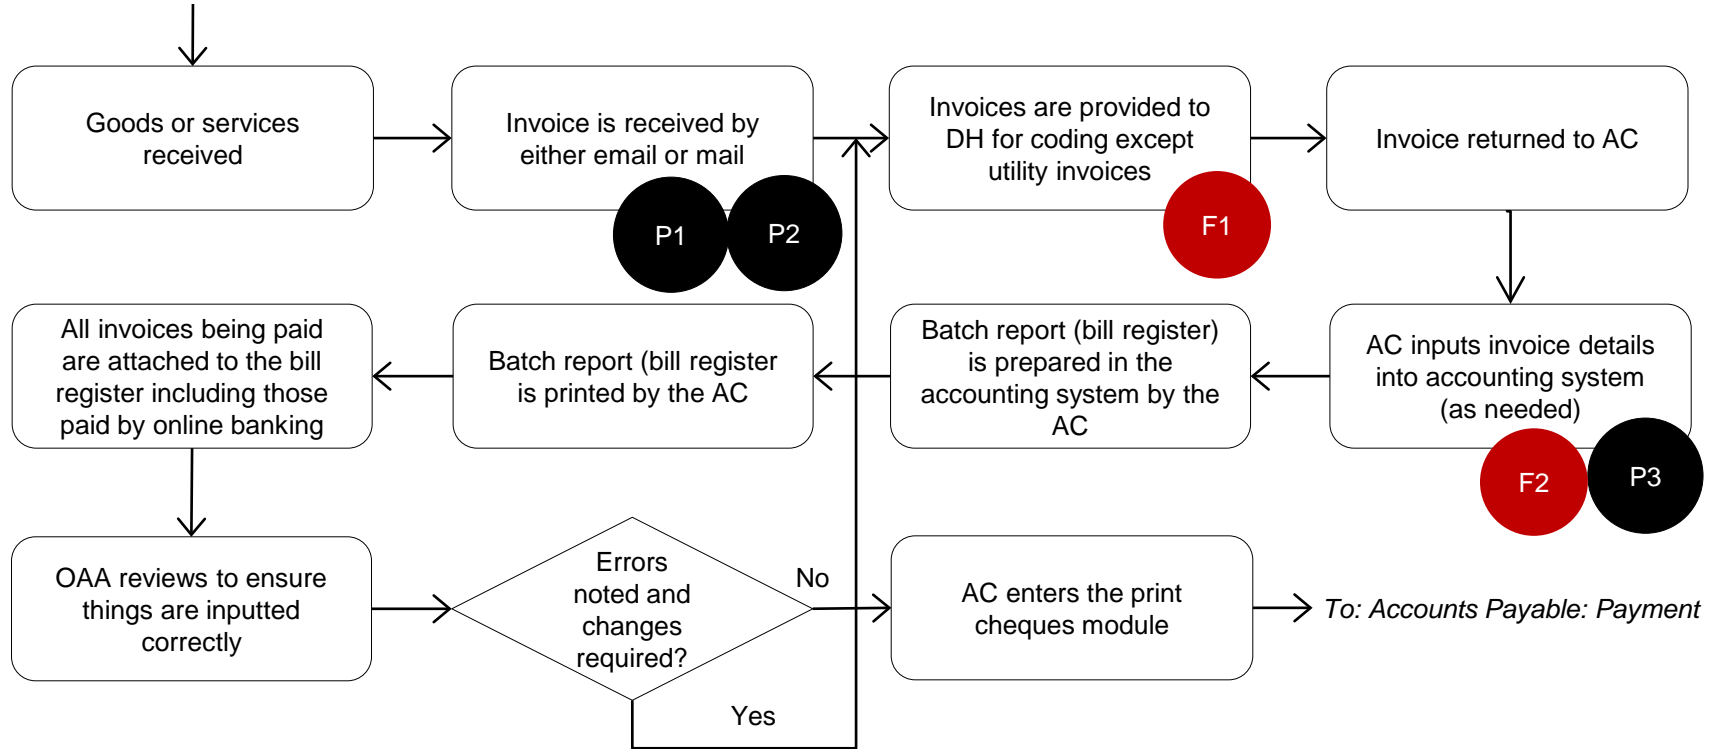 Goods or services
received
Invoice is received by
either email or mail
P1
P2
Invoices are provided to
DH for coding except
utility invoices
F1
Invoice returned to AC
All invoices being paid
are attached to the bill
register including those
paid by online banking
Batch report (bill register
is printed by the AC
Batch report (bill register)
is prepared in the
accounting system by the
AC
AC inputs invoice details
into accounting system
(as needed)
F2
P3
OAA reviews to ensure
things are inputted
correctly
Errors
noted and
changes
required?
No
Yes
AC enters the print
cheques module
To: Accounts Payable: Payment